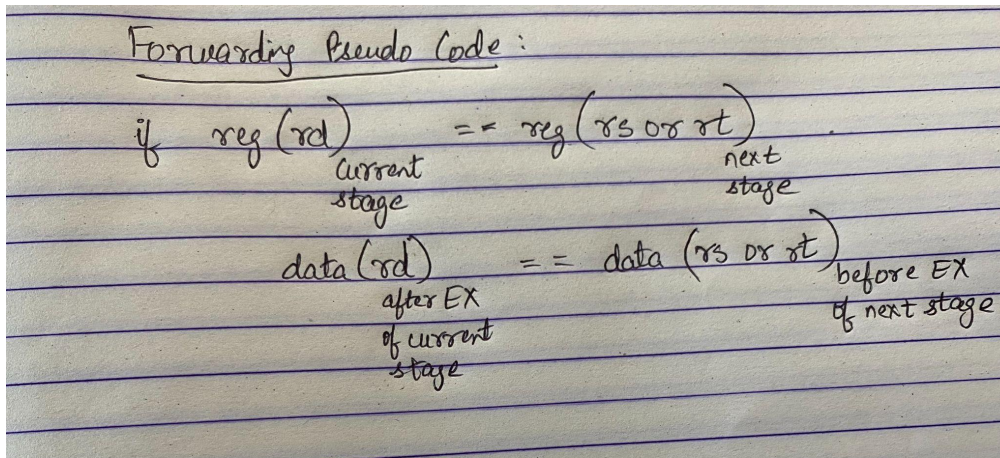 Forwarding Pseudo Code :
if reg (rd) current stage == reg (rs or rt) next stage
data (rd) after EX of current stage == data (rs or rt) before EX of next stage